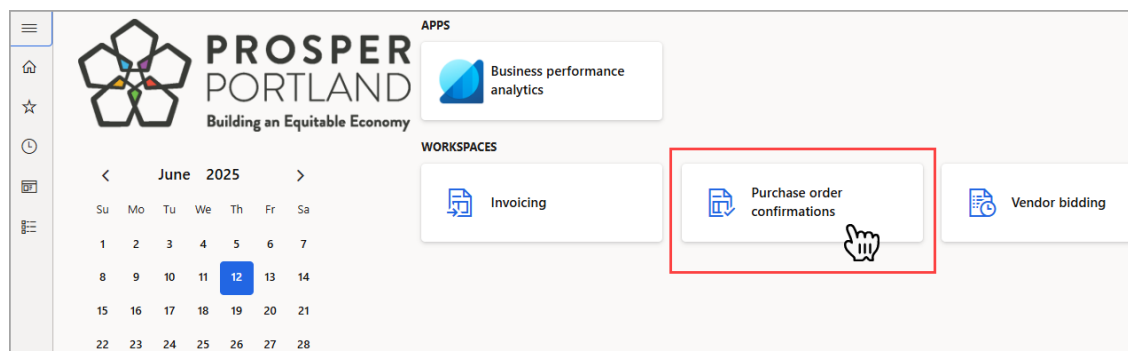 PROSPER
PORTLAND
Building an Equitable Economy
June 2025
Su Mo Tu We Th Fr Sa
1 2 3 4 5 6 7
8 9 10 11 12 13 14
15 16 17 18 19 20 21
22 23 24 25 26 27 28
APPS
Business performance
analytics
WORKSPACES
Invoicing
Purchase order
confirmations
Vendor bidding